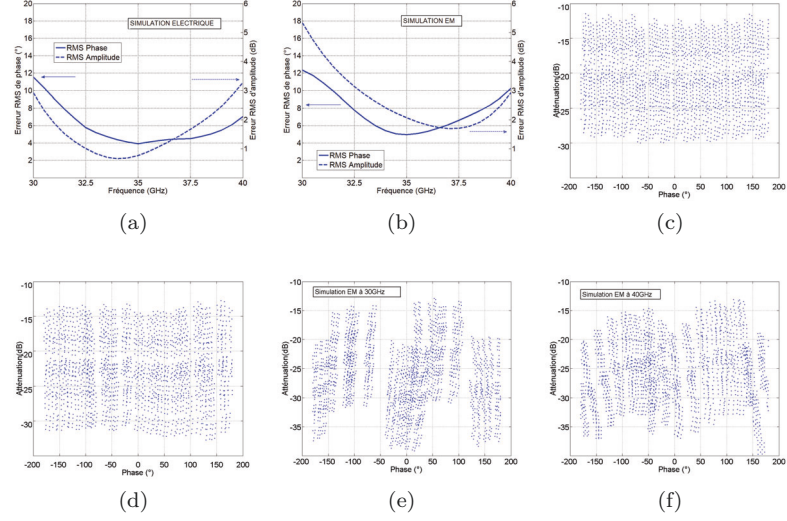 SIMULATION ELECTRIQUE
RMS Phase
RMS Amplitude
Erreur RMS de phase (°)
Erreur RMS d'amplitude (dB)
20
18
16
14
12
10
8
6
4
2
6
5
4
3
2
1
30
32.5
35
37.5
40
Fréquence (GHz)
(a)
SIMULATION EM
RMS Phase
RMS Amplitude
Erreur RMS de phase (°)
Erreur RMS d'amplitude (dB)
20
18
16
14
12
10
8
6
4
2
6
5
4
3
2
1
30
32.5
35
37.5
40
Fréquence (GHz)
(b)
Atténuation(dB)
-10
-15
-20
-25
-30
-35
-200 -150 -100 -50 0 50 100 150 200
Phase (°)
(c)
Atténuation(dB)
-10
-15
-20
-25
-30
-35
-200 -150 -100 -50 0 50 100 150 200
Phase (°)
(d)
Simulation EM à 30GHz
Atténuation(dB)
-10
-15
-20
-25
-30
-35
-40
-200 -150 -100 -50 0 50 100 150 200
Phase (°)
(e)
Simulation EM à 40GHz
Atténuation(dB)
-10
-15
-20
-25
-30
-35
-40
-200 -150 -100 -50 0 50 100 150 200
Phase (°)
(f)